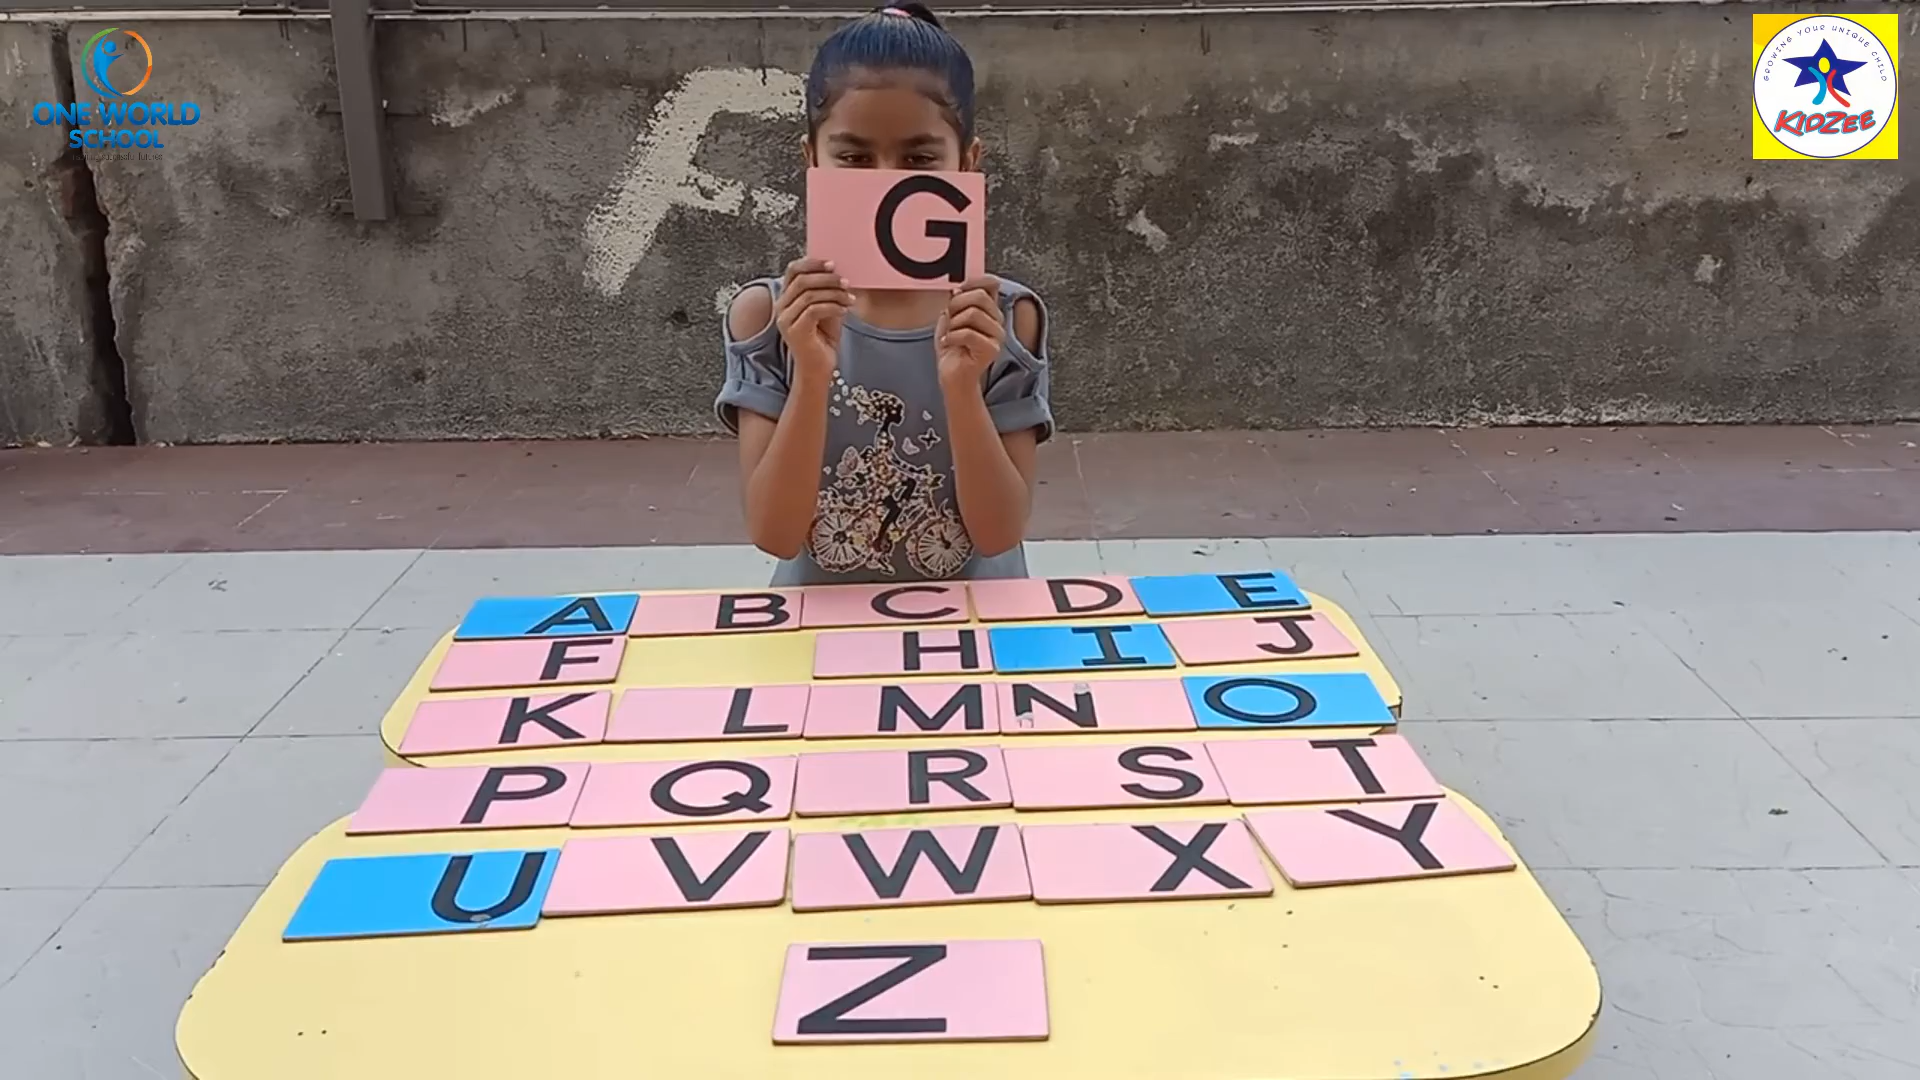 ONE WORLD
SCHOOL
GROWING YOUR UNIQUE CHILD
KIDZEE
F
G
A B C D E
F H I J
K L M N O
P Q R S T
U V W X Y
Z